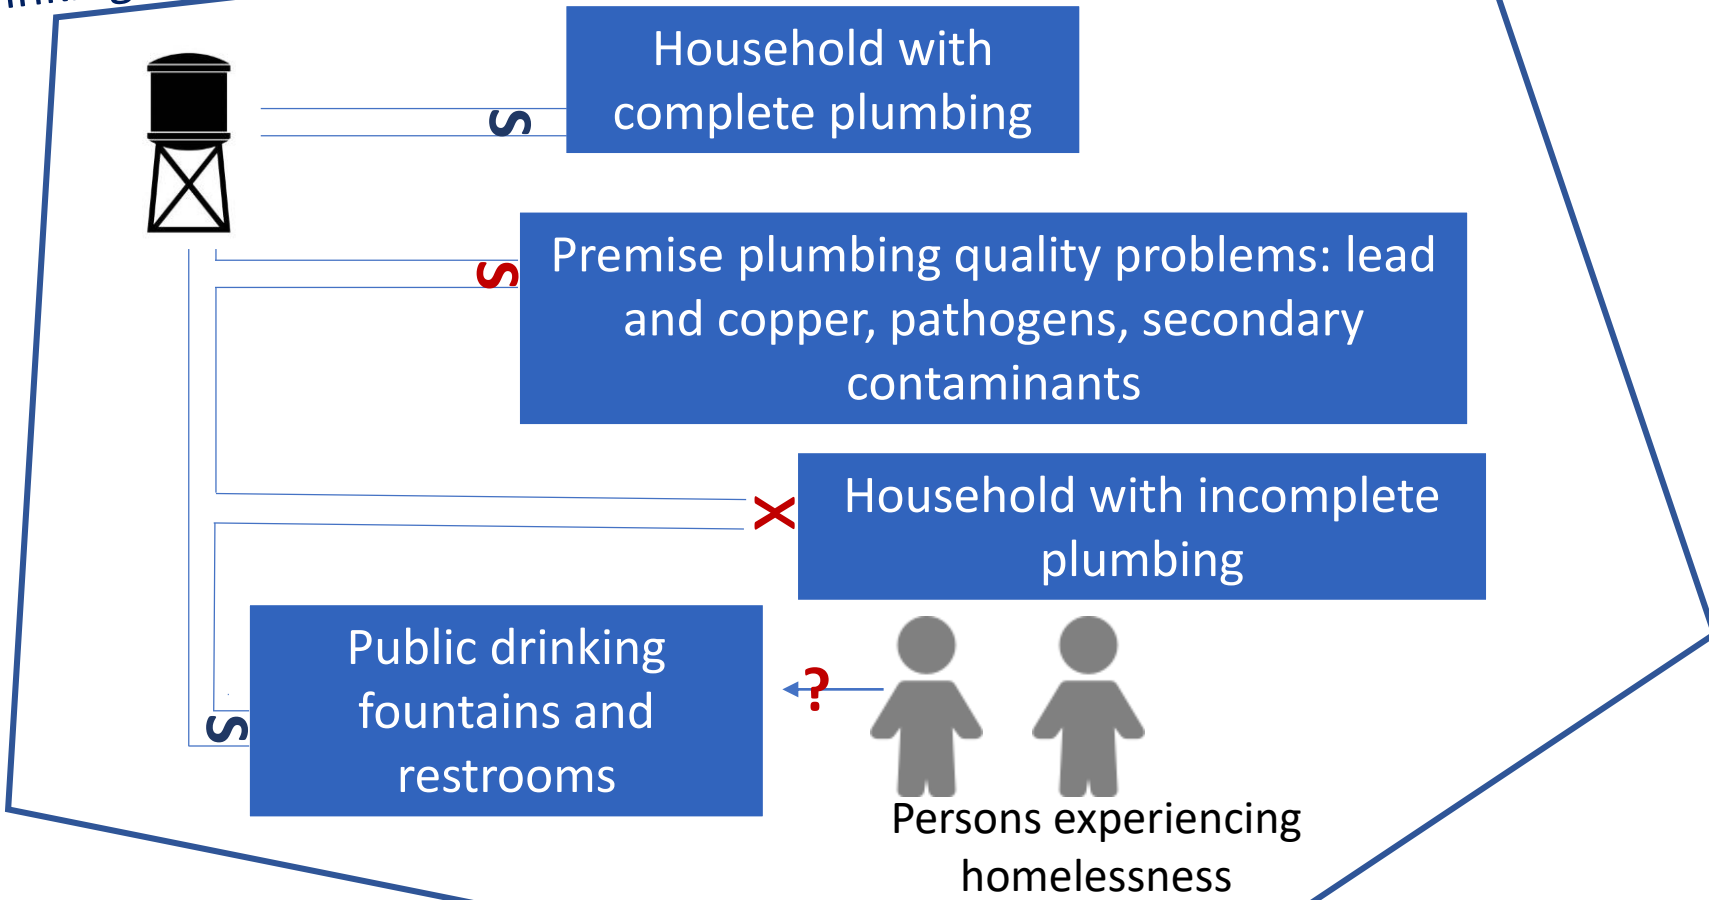 Household with
complete plumbing
S
Premise plumbing quality problems: lead
and copper, pathogens, secondary
contaminants
S
Household with incomplete
plumbing
X
Public drinking
fountains and
restrooms
S
?
Persons experiencing
homelessness